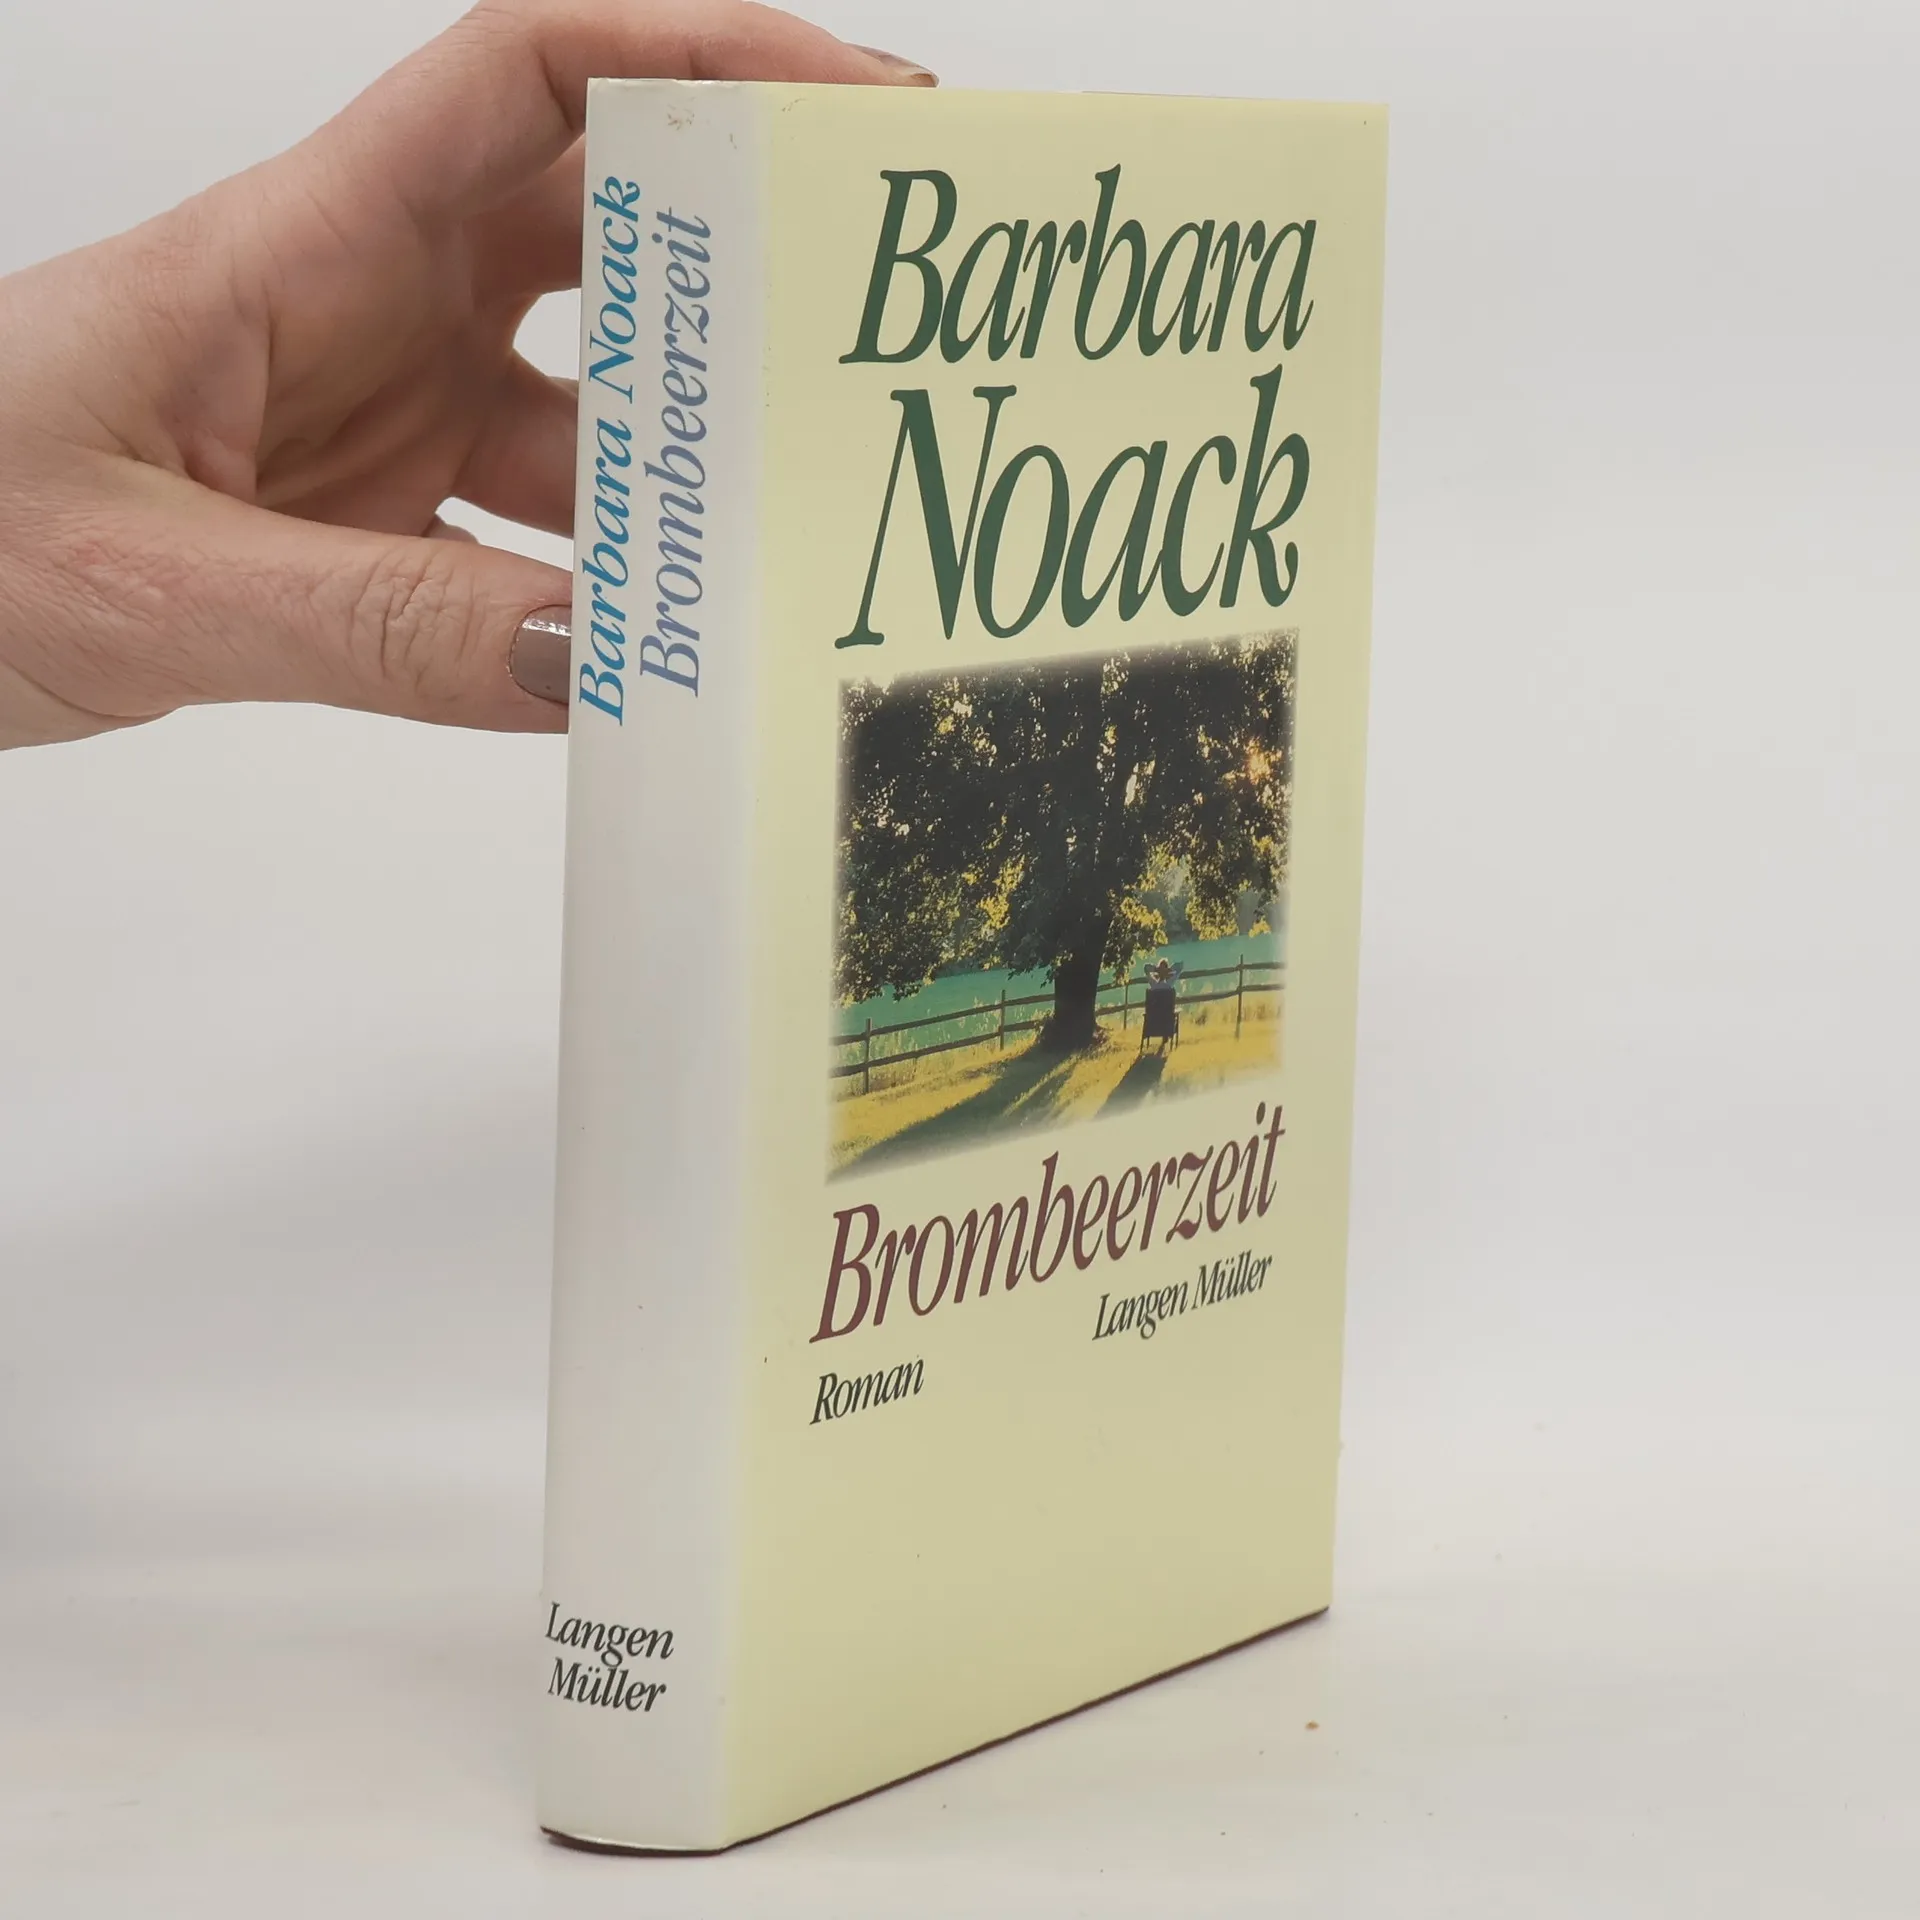 Barbara Noack
Brombeerzeit
Langen
Müller
Barbara
Noack
Brombeerzeit
Langen Müller
Roman